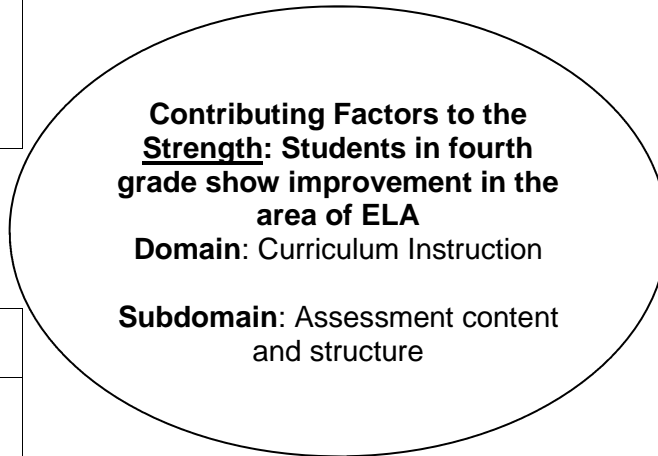 Contributing Factors to the
Strength: Students in fourth
grade show improvement in the
area of ELA
Domain: Curriculum Instruction
Subdomain: Assessment content
and structure